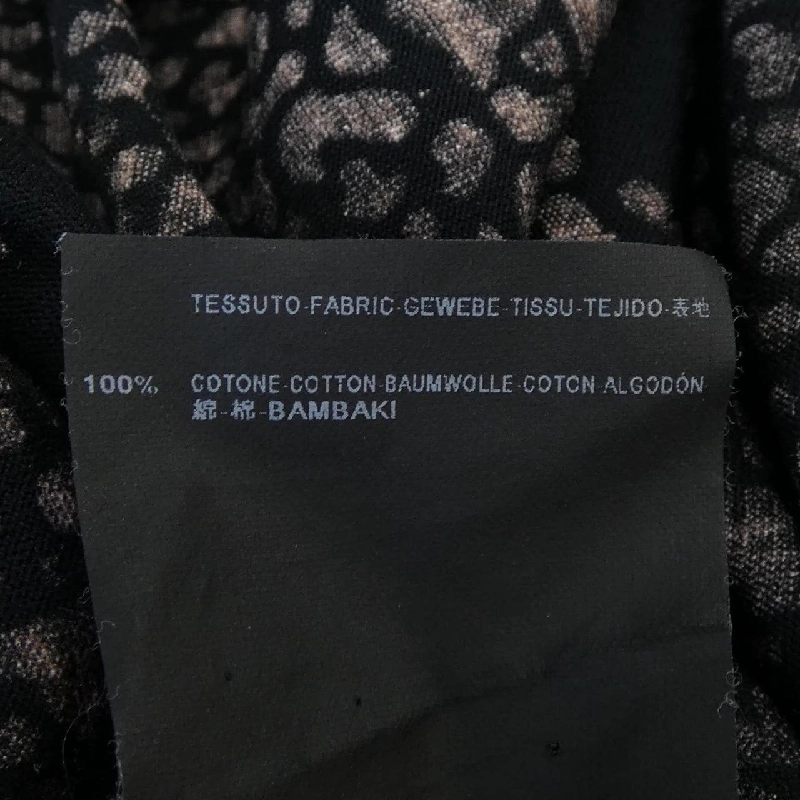 TESSUTO-FABRIC-GEWEBE-TISSU-TEJIDO-表地
100% COTONE-COTTON-BAUMWOLLE-COTON-ALGODÓN
綿-棉-BAMBAKI